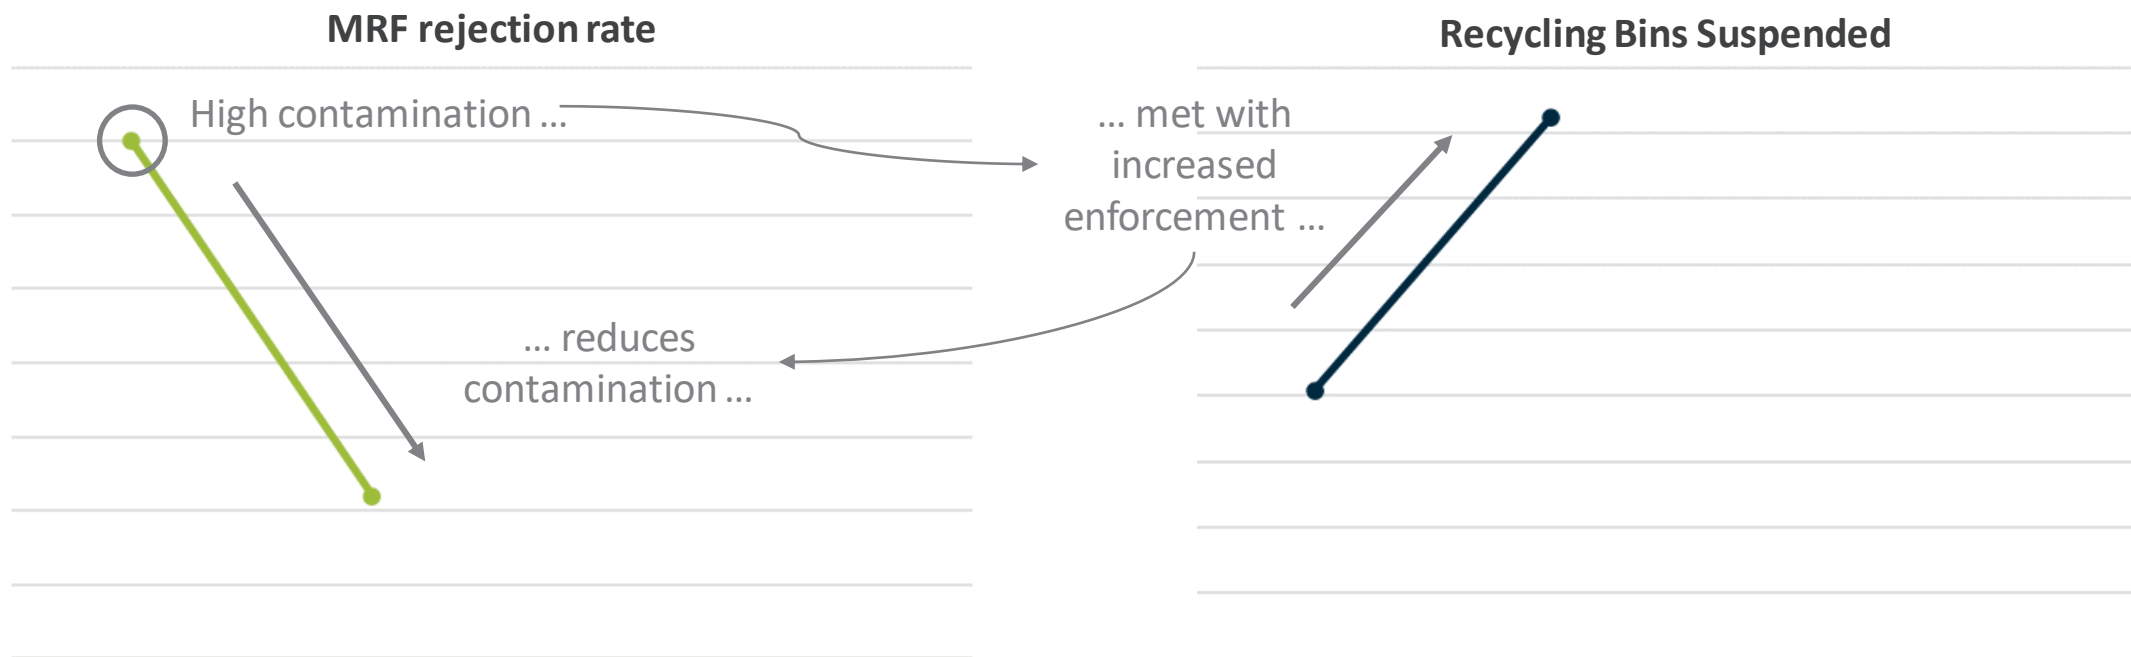 MRF rejection rate
Recycling Bins Suspended
High contamination ...
... met with
increased
enforcement ...
... reduces
contamination ...